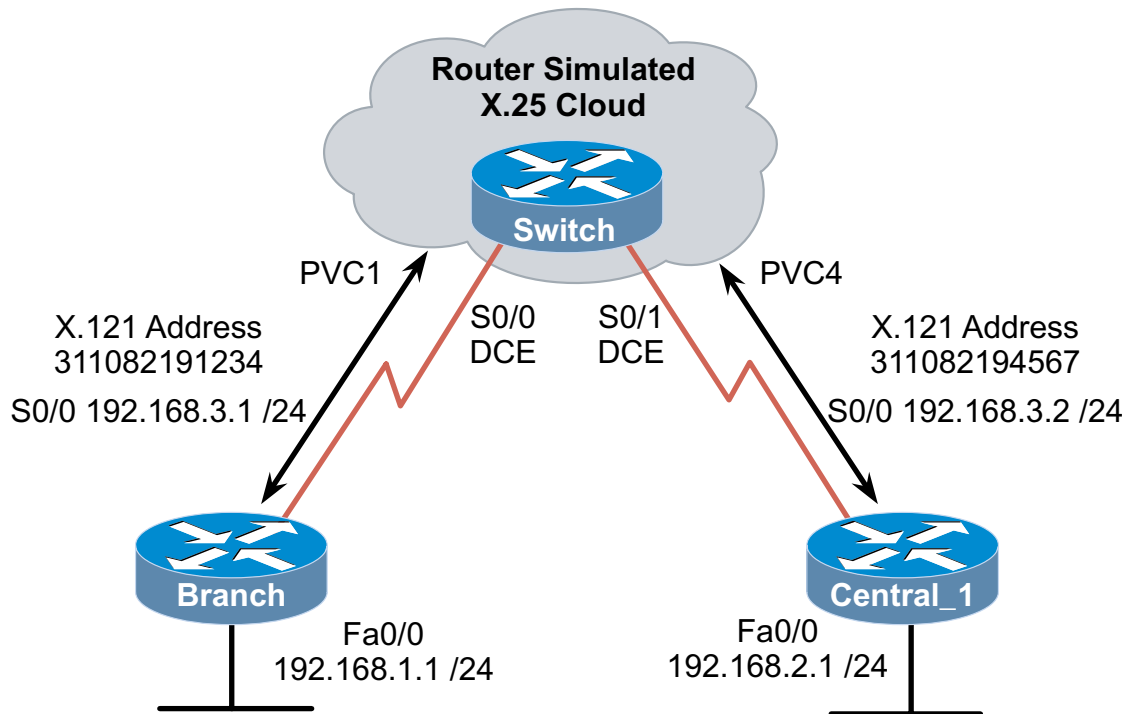 Router Simulated
X.25 Cloud
Switch
PVC1
PVC4
S0/0
DCE
S0/1
DCE
X.121 Address
311082191234
S0/0 192.168.3.1 /24
X.121 Address
311082194567
S0/0 192.168.3.2 /24
Branch
Central_1
Fa0/0
192.168.1.1 /24
Fa0/0
192.168.2.1 /24